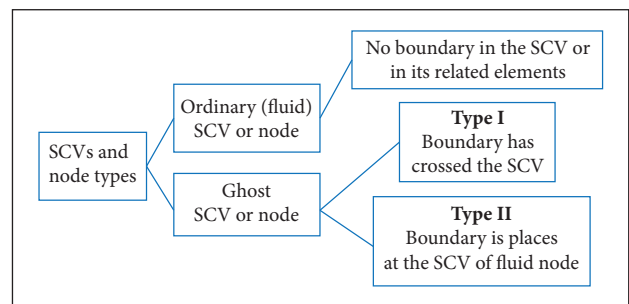 SCVs and
node types
Ordinary (fluid)
SCV or node
No boundary in the SCV or
in its related elements
Ghost
SCV or node
Type I
Boundary has
crossed the SCV
Type II
Boundary is places
at the SCV of fluid node